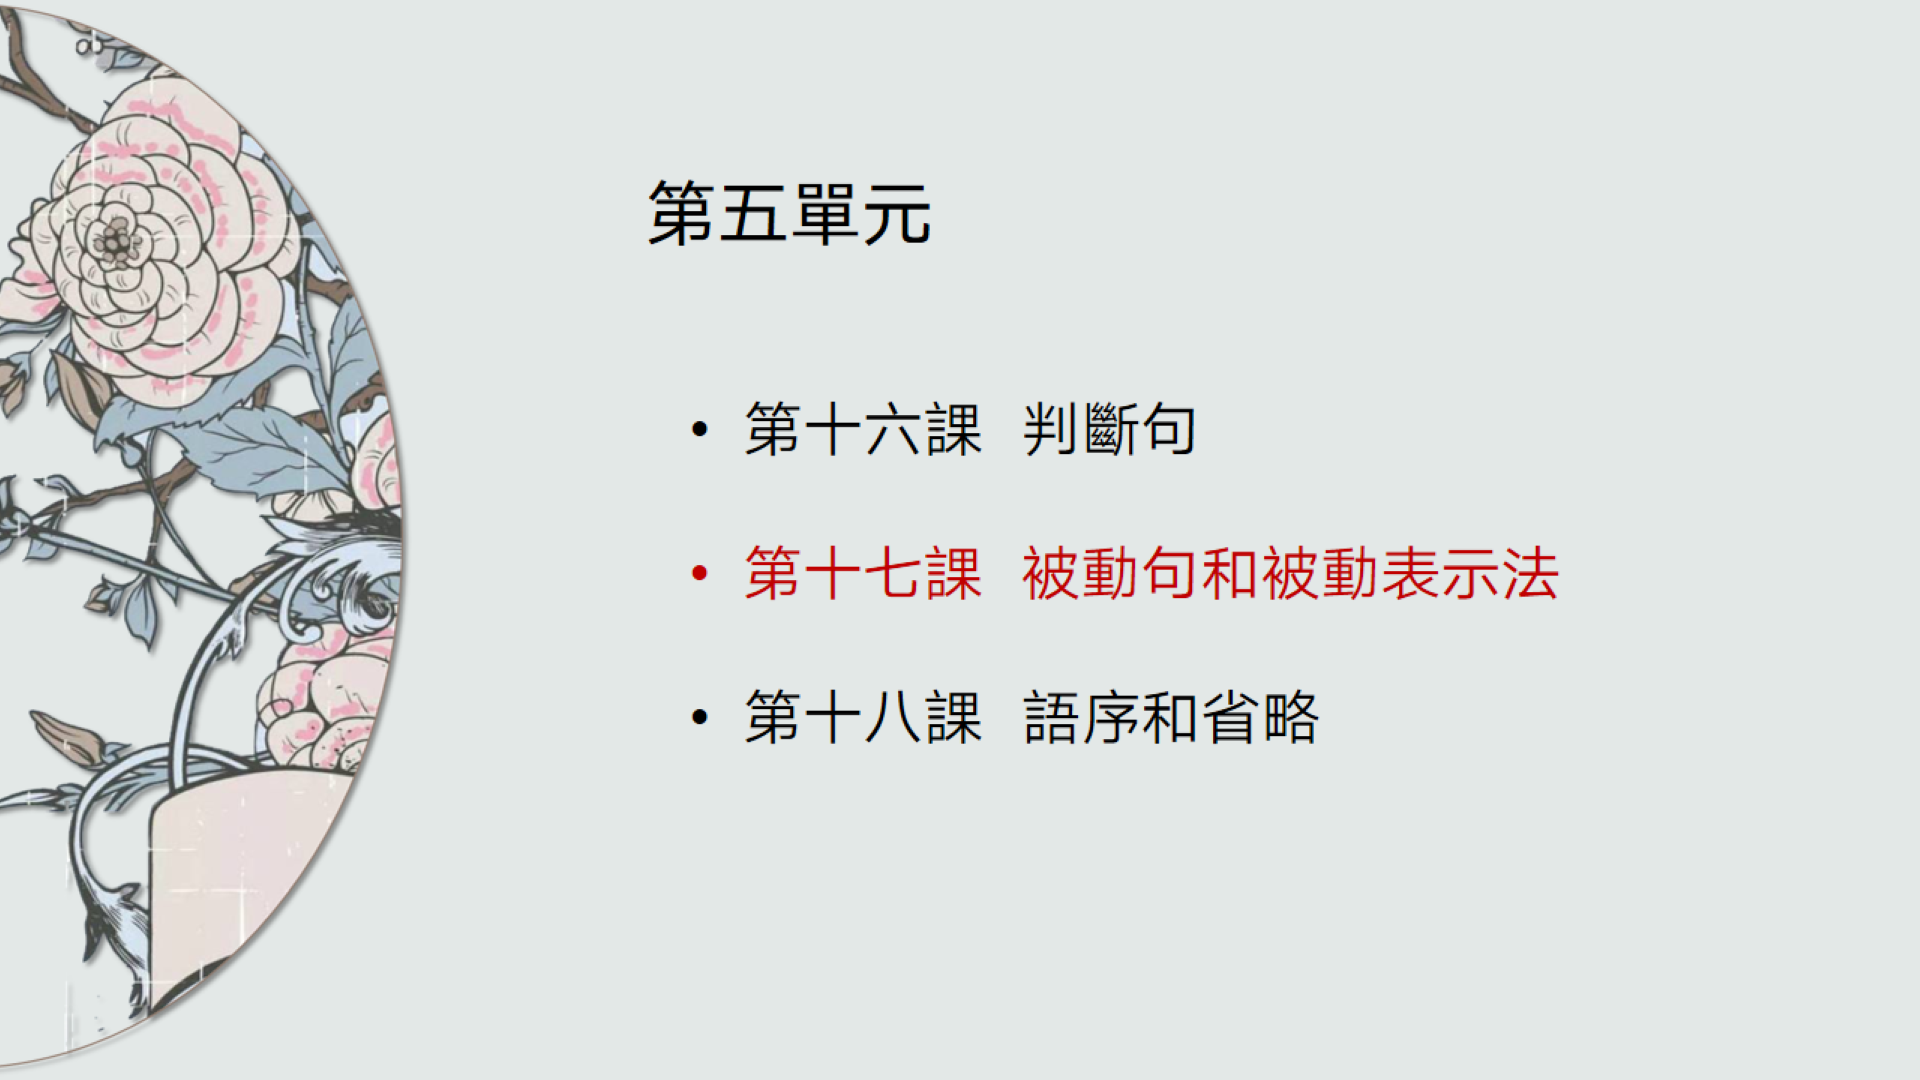 第五單元
• 第十六課 判斷句
• 第十七課 被動句和被動表示法
• 第十八課 語序和省略